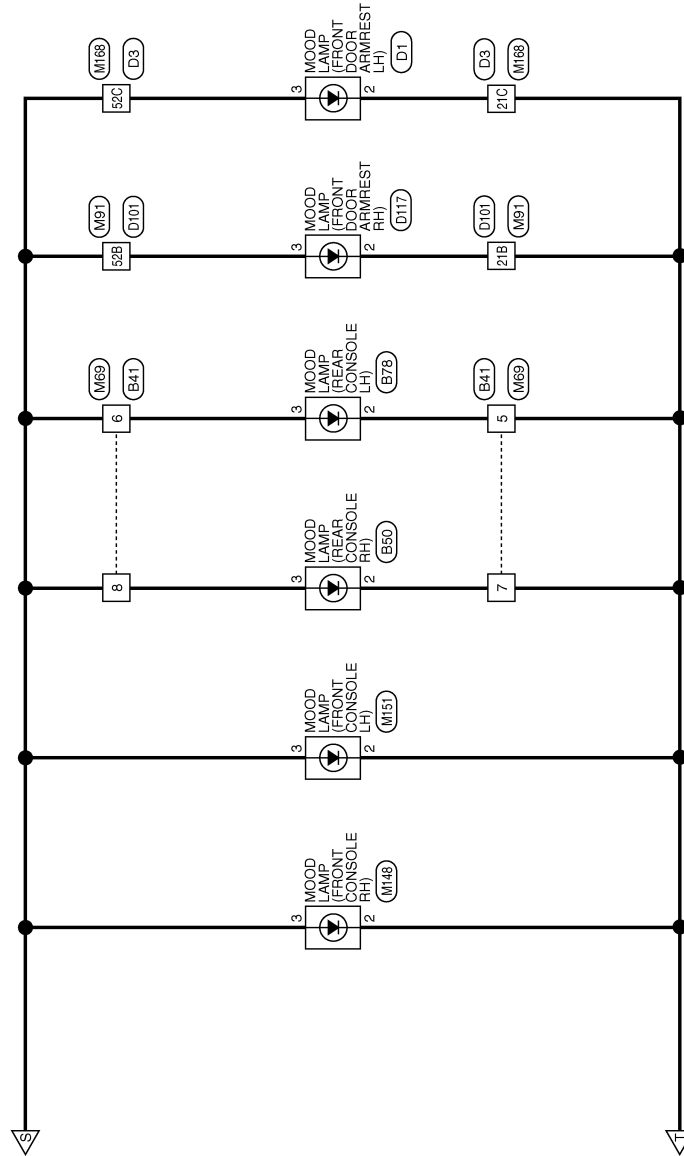 M168
D3
52C
3
MOOD
LAMP
(FRONT
DOOR
ARMREST
LH)
D1
2
D3
M168
21C
M91
D101
52B
3
MOOD
LAMP
(FRONT
DOOR
ARMREST
RH)
D117
2
D101
M91
21B
M69
B41
6
3
MOOD
LAMP
(REAR
CONSOLE
LH)
B78
2
B41
M69
5
8
3
MOOD
LAMP
(REAR
CONSOLE
RH)
B50
2
7
3
MOOD
LAMP
(FRONT
CONSOLE
LH)
M151
2
3
MOOD
LAMP
(FRONT
CONSOLE
RH)
M148
2
S
T